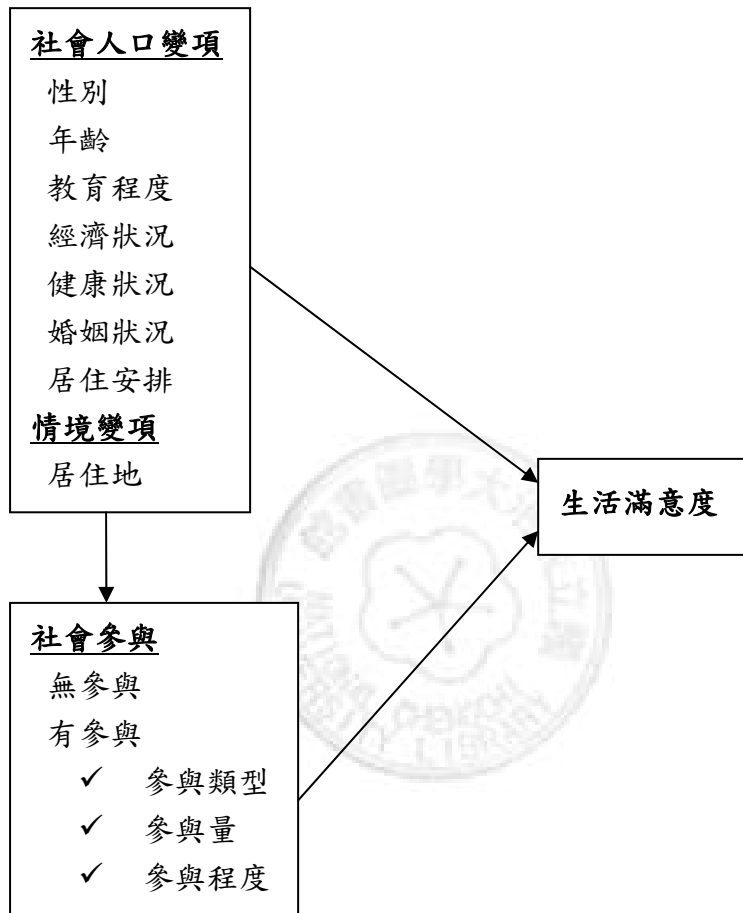 社會人口變項
性別
年齡
教育程度
經濟狀況
健康狀況
婚姻狀況
居住安排
情境變項
居住地
生活滿意度
社會參與
無參與
有參與
✓ 參與類型
✓ 參與量
✓ 參與程度